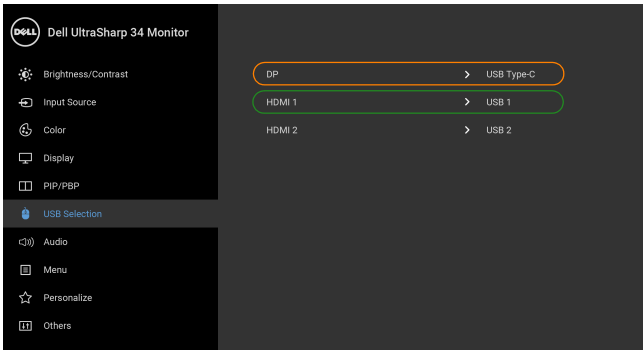 DELL Dell UltraSharp 34 Monitor
Brightness/Contrast
Input Source
Color
Display
PIP/PBP
USB Selection
Audio
Menu
Personalize
Others
DP > USB Type-C
HDMI 1 > USB 1
HDMI 2 > USB 2